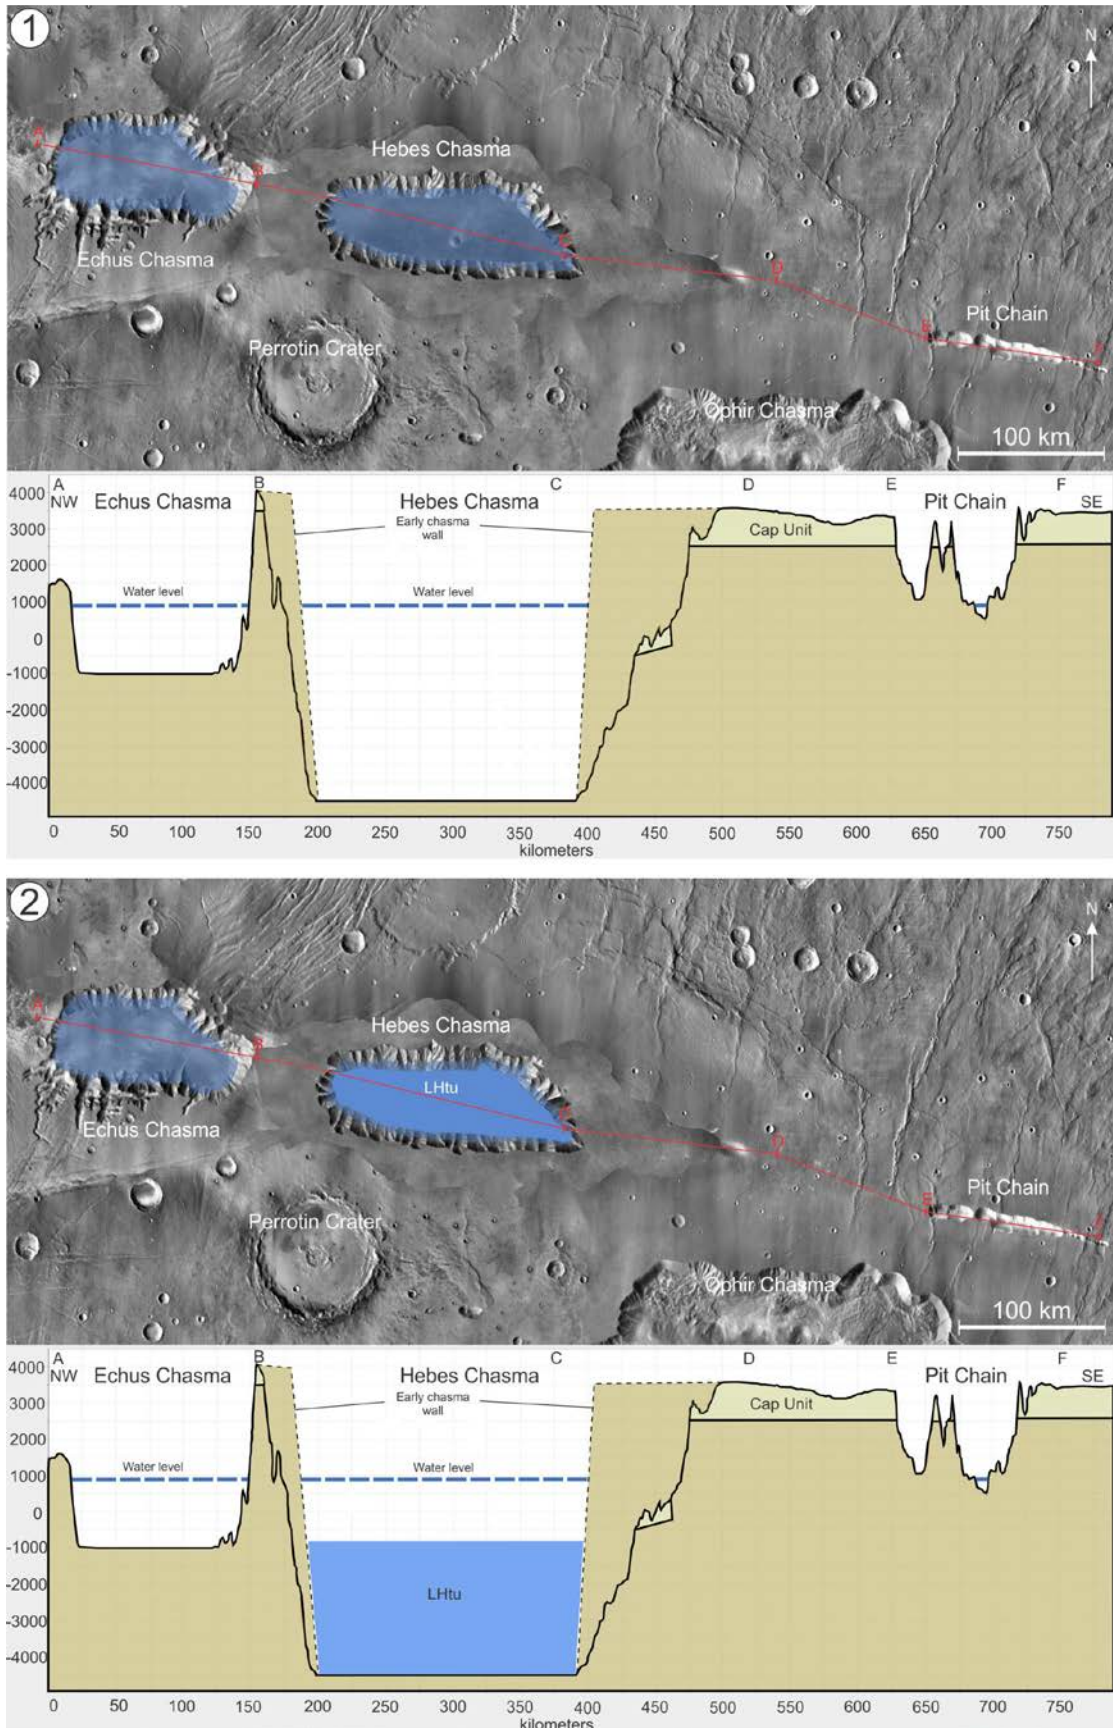 1
N
A
B
C
D
E
F
Hebes Chasma
Echus Chasma
Perrotin Crater
Pit Chain
Ophir Chasma
100 km
A B C D E F
NW Echus Chasma Hebes Chasma Pit Chain SE
4000
3000
2000
1000
0
-1000
-2000
-3000
-4000
Early chasma
wall
Cap Unit
Water level Water level
0 50 100 150 200 250 300 350 400 450 500 550 600 650 700 750
kilometers
2
N
A
B
C
D
E
F
Hebes Chasma
LHtu
Echus Chasma
Perrotin Crater
Pit Chain
Ophir Chasma
100 km
A B C D E F
NW Echus Chasma Hebes Chasma Pit Chain SE
4000
3000
2000
1000
0
-1000
-2000
-3000
-4000
Early chasma
wall
Cap Unit
Water level Water level
LHtu
0 50 100 150 200 250 300 350 400 450 500 550 600 650 700 750
kilometers